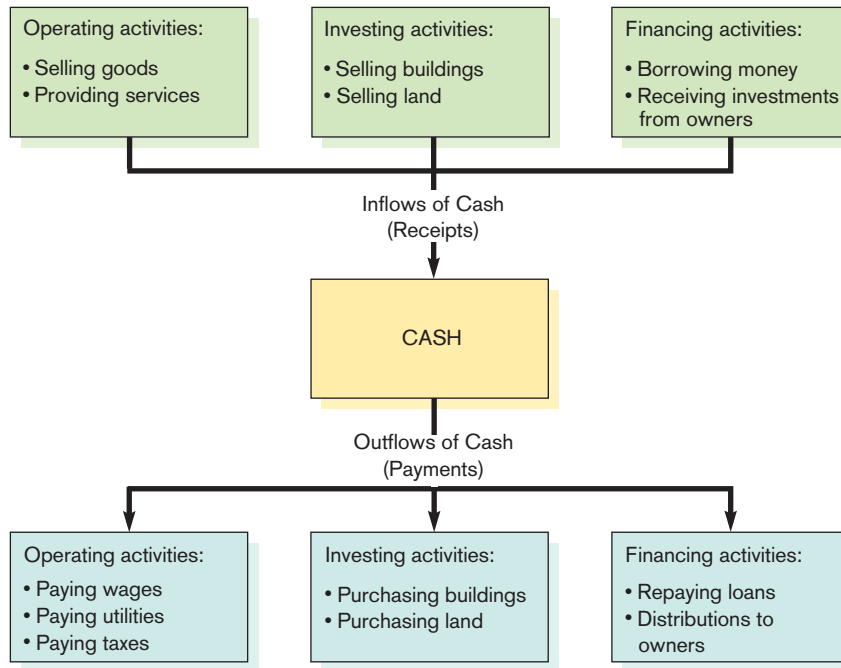 Operating activities:
• Selling goods
• Providing services
Investing activities:
• Selling buildings
• Selling land
Financing activities:
• Borrowing money
• Receiving investments
from owners
Inflows of Cash
(Receipts)
CASH
Outflows of Cash
(Payments)
Operating activities:
• Paying wages
• Paying utilities
• Paying taxes
Investing activities:
• Purchasing buildings
• Purchasing land
Financing activities:
• Repaying loans
• Distributions to
owners